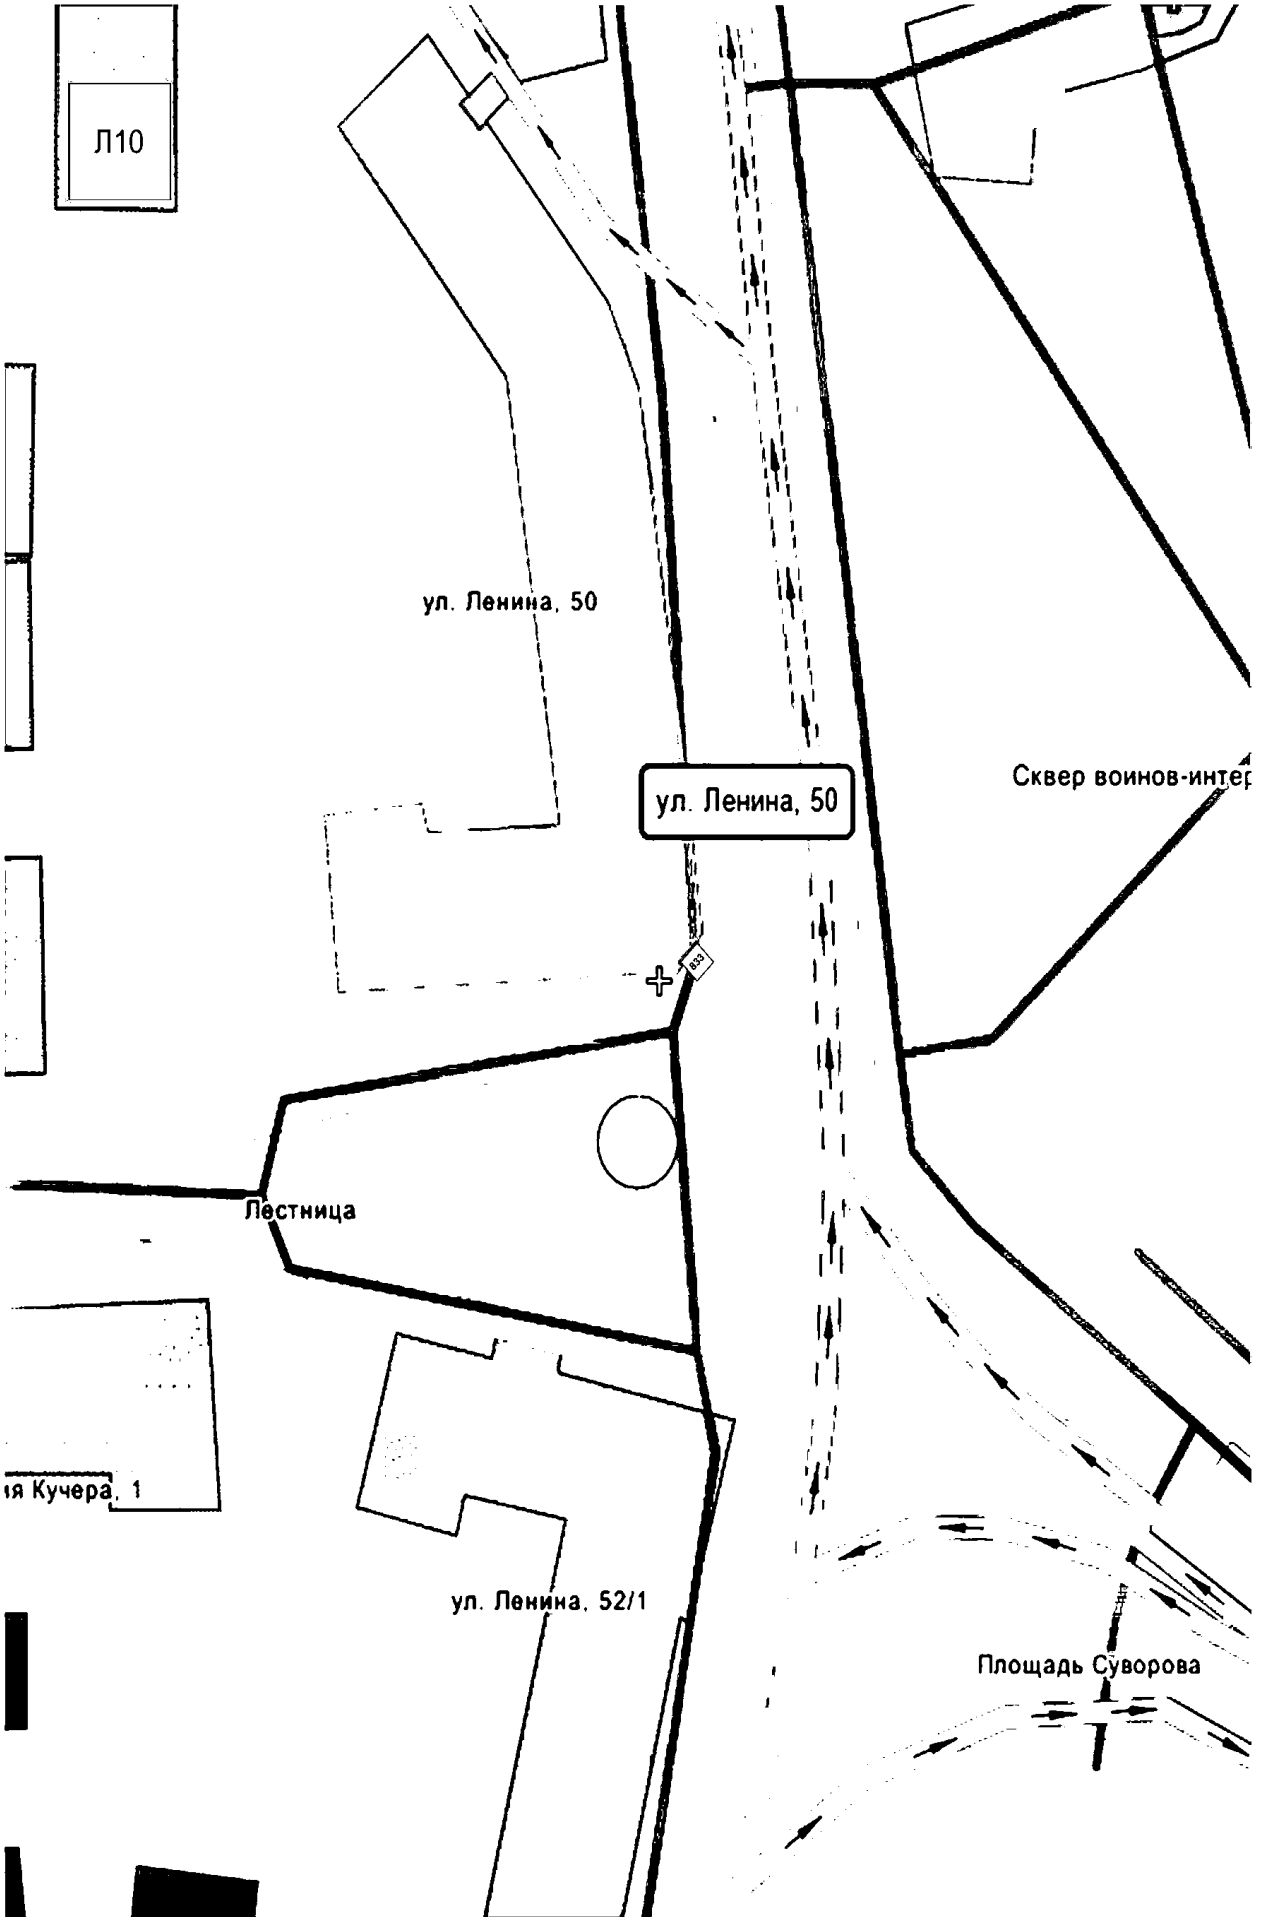 Л10
ул. Ленина, 50
Сквер воинов-интер
ул. Ленина, 50
833
Лестница
ия Кучера, 1
ул. Ленина, 52/1
Площадь Суворова